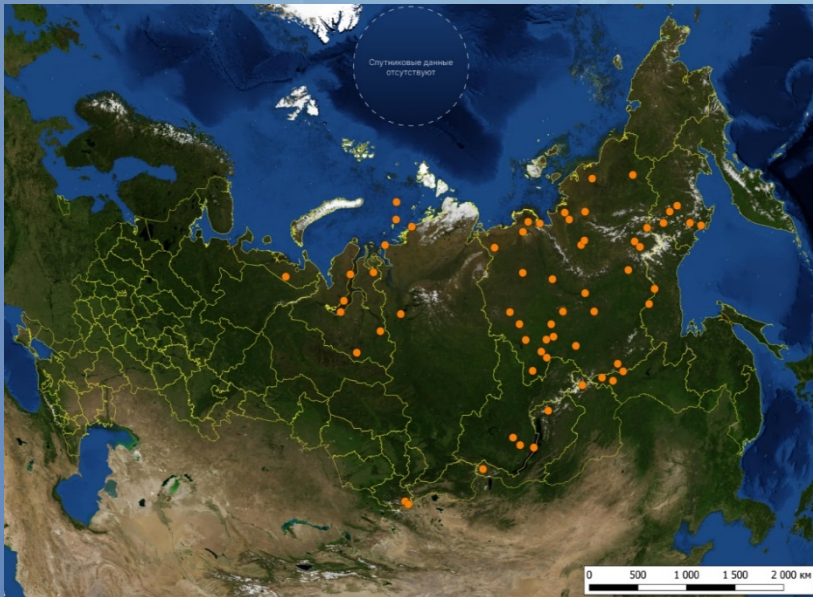 Спутниковые данные
отсутствуют
0 500 1 000 1 500 2 000 км